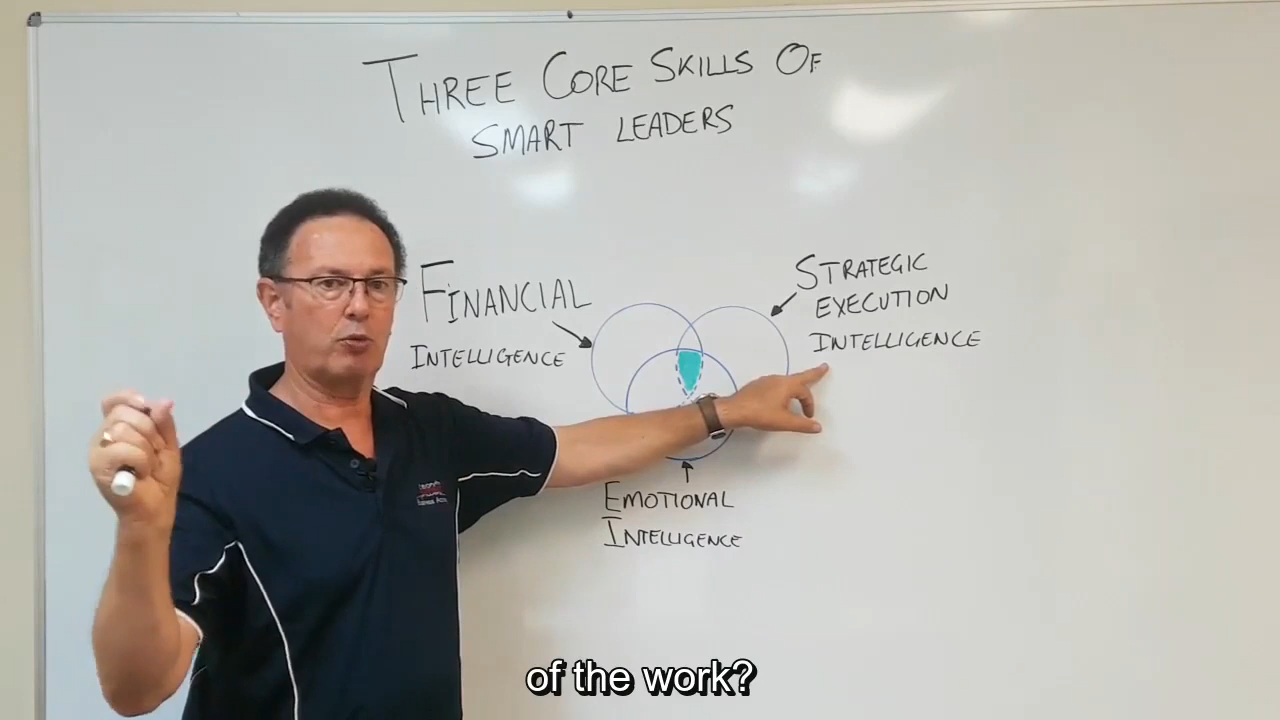 THREE CORE SKILLS OF
SMART LEADERS
FINANCIAL
INTELLIGENCE
STRATEGIC
EXECUTION
INTELLIGENCE
EMOTIONAL
INTELLIGENCE
of the work?